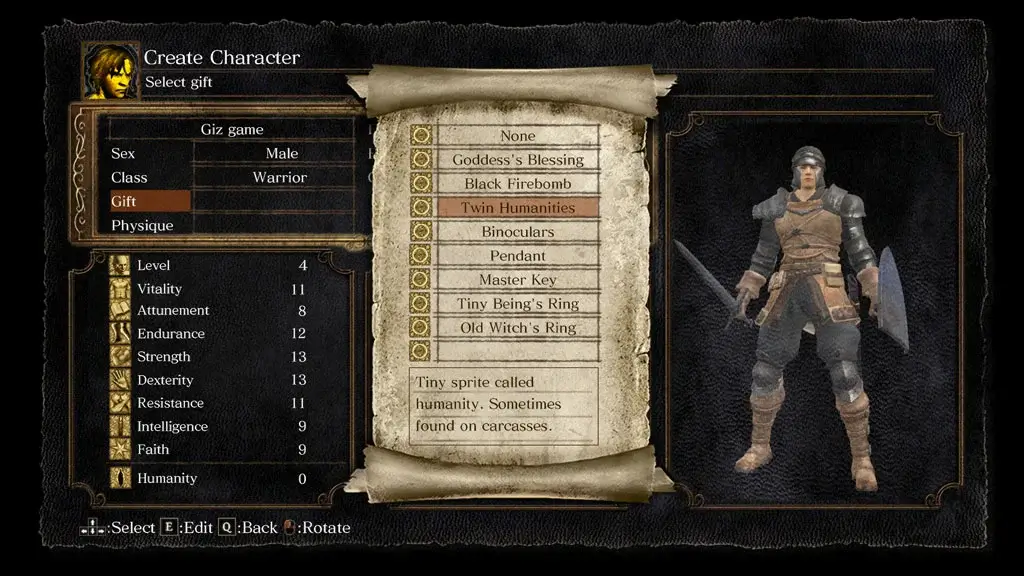 Create Character
Select gift
Giz game
Sex Male
Class Warrior
Gift
Physique
Level 4
Vitality 11
Attunement 8
Endurance 12
Strength 13
Dexterity 13
Resistance 11
Intelligence 9
Faith 9
Humanity 0
None
Goddess's Blessing
Black Firebomb
Twin Humanities
Binoculars
Pendant
Master Key
Tiny Being's Ring
Old Witch's Ring
Tiny sprite called
humanity. Sometimes
found on carcasses.
:Select E:Edit Q:Back :Rotate